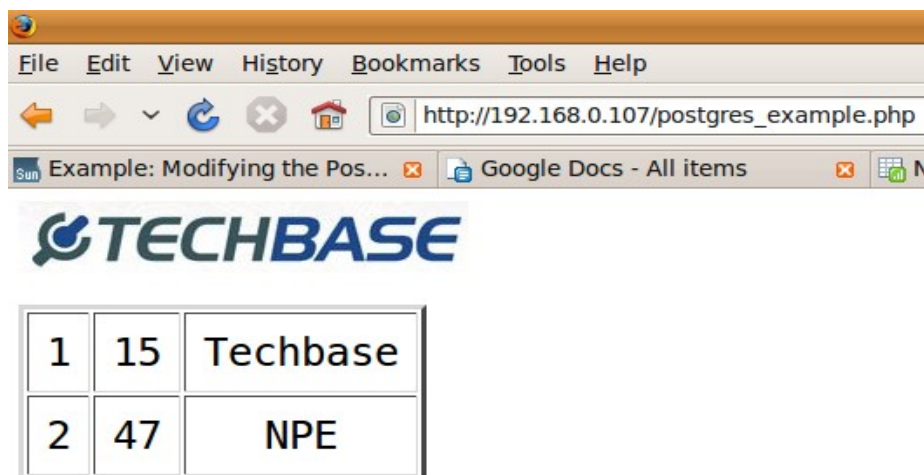 File Edit View History Bookmarks Tools Help
http://192.168.0.107/postgres_example.php
Sun Example: Modifying the Pos... Google Docs - All items N
TECHBASE
1 15 Techbase
2 47 NPE